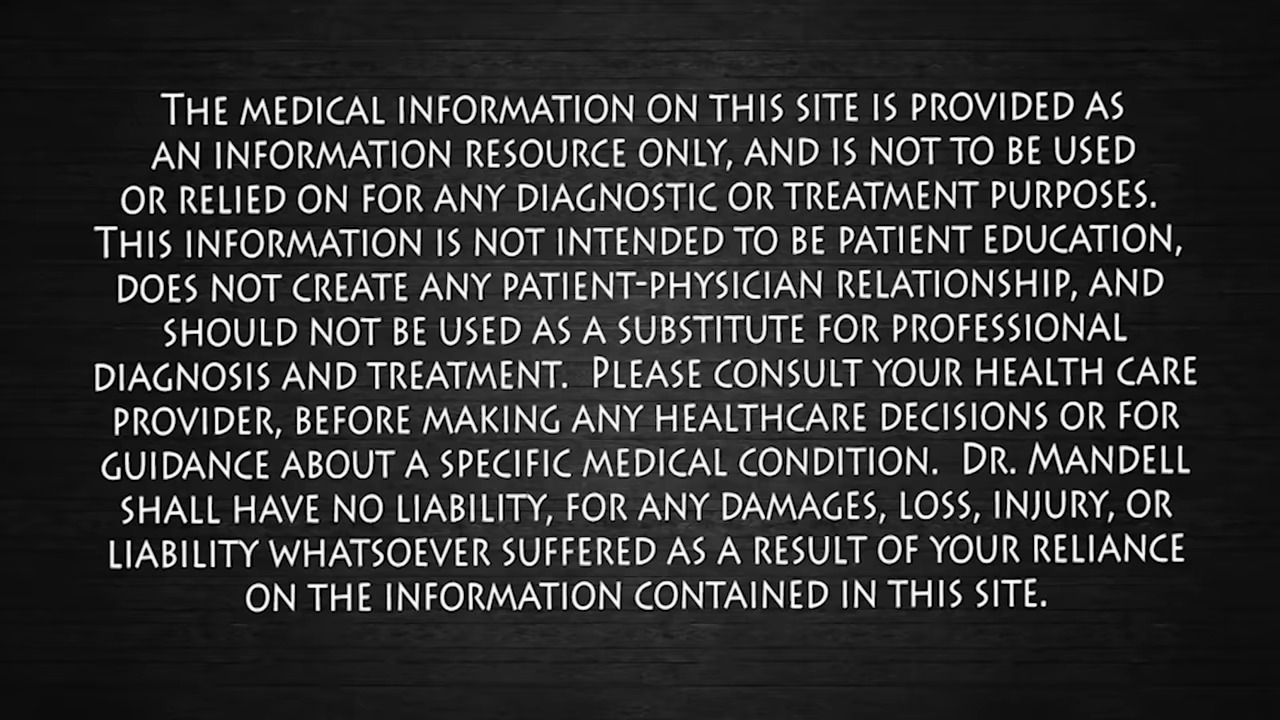 The medical information on this site is provided as
an information resource only, and is not to be used
or relied on for any diagnostic or treatment purposes.
This information is not intended to be patient education,
does not create any patient-physician relationship, and
should not be used as a substitute for professional
diagnosis and treatment.  Please consult your health care
provider, before making any healthcare decisions or for
guidance about a specific medical condition.  Dr. Mandell
shall have no liability, for any damages, loss, injury, or
liability whatsoever suffered as a result of your reliance
on the information contained in this site.